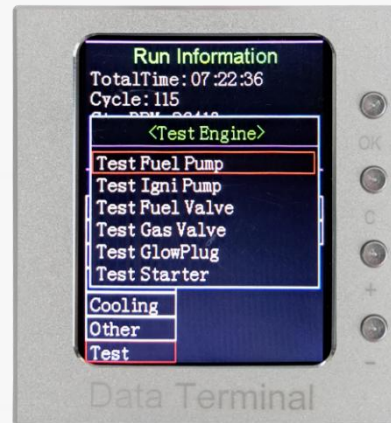 Run Information
TotalTime: 07:22:36
Cycle: 115
<Test Engine>
Test Fuel Pump
Test Igni Pump
Test Fuel Valve
Test Gas Valve
Test GlowPlug
Test Starter
Cooling
Other
Test
OK
C
+
-
Data Terminal